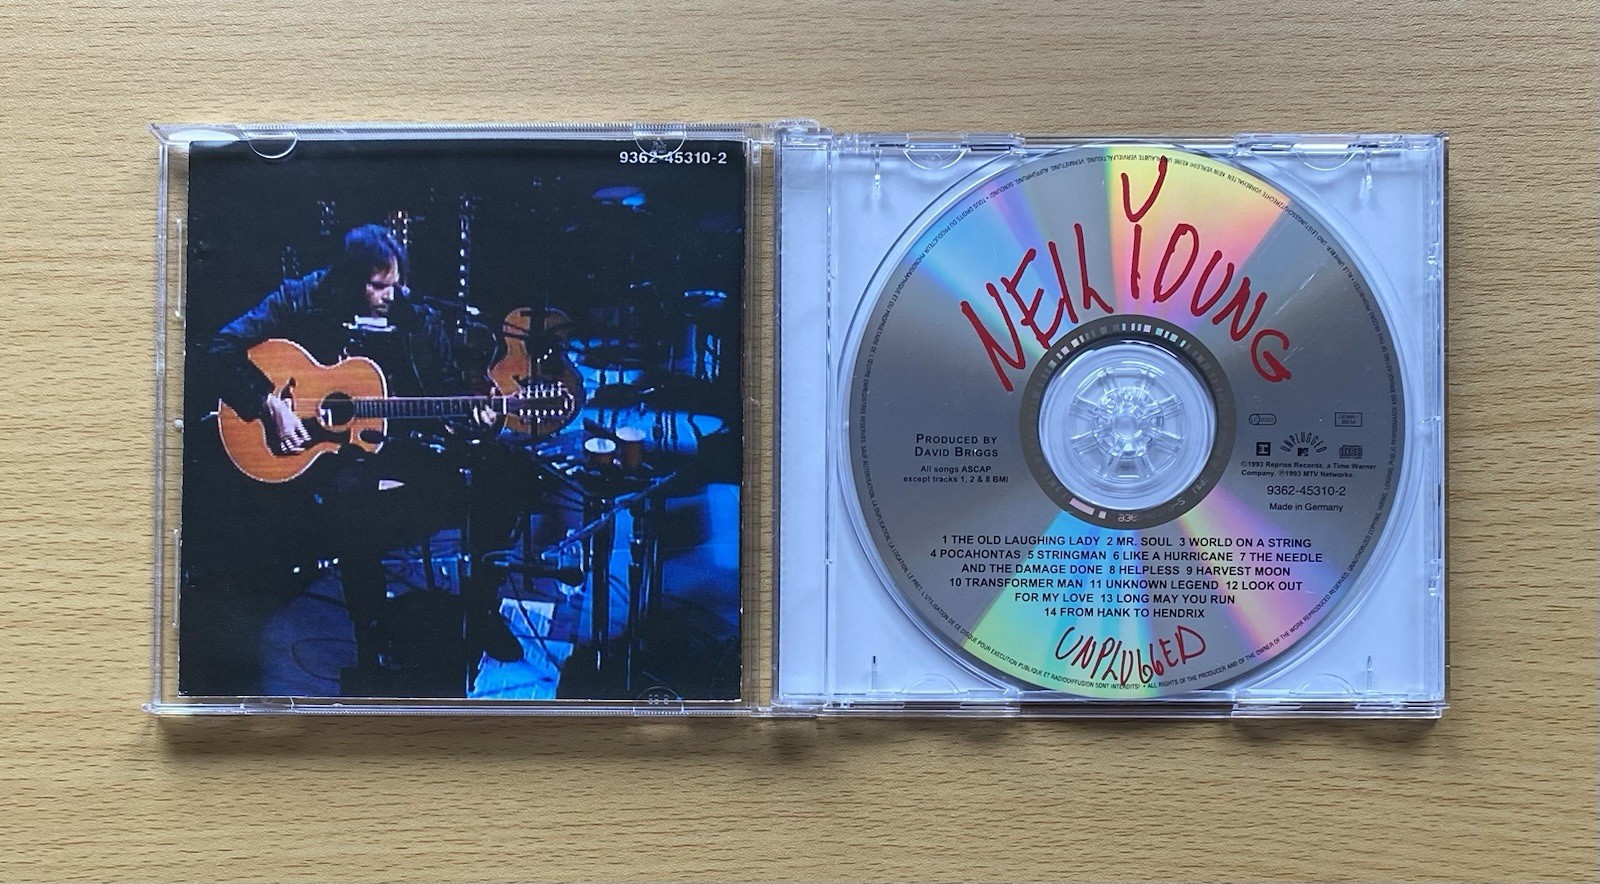 9362-45310-2
NEIL YOUNG
PRODUCED BY
DAVID BRIGGS
All songs ASCAP
except tracks 1, 2 & 8 BMI
UNPLUGGED
©1993 Reprise Records, a Time Warner
Company. ℗1993 MTV Networks.
9362-45310-2
Made in Germany
1 THE OLD LAUGHING LADY 2 MR. SOUL 3 WORLD ON A STRING
4 POCAHONTAS 5 STRINGMAN 6 LIKE A HURRICANE 7 THE NEEDLE
AND THE DAMAGE DONE 8 HELPLESS 9 HARVEST MOON
10 TRANSFORMER MAN 11 UNKNOWN LEGEND 12 LOOK OUT
FOR MY LOVE 13 LONG MAY YOU RUN
14 FROM HANK TO HENDRIX
UNPLUGGED